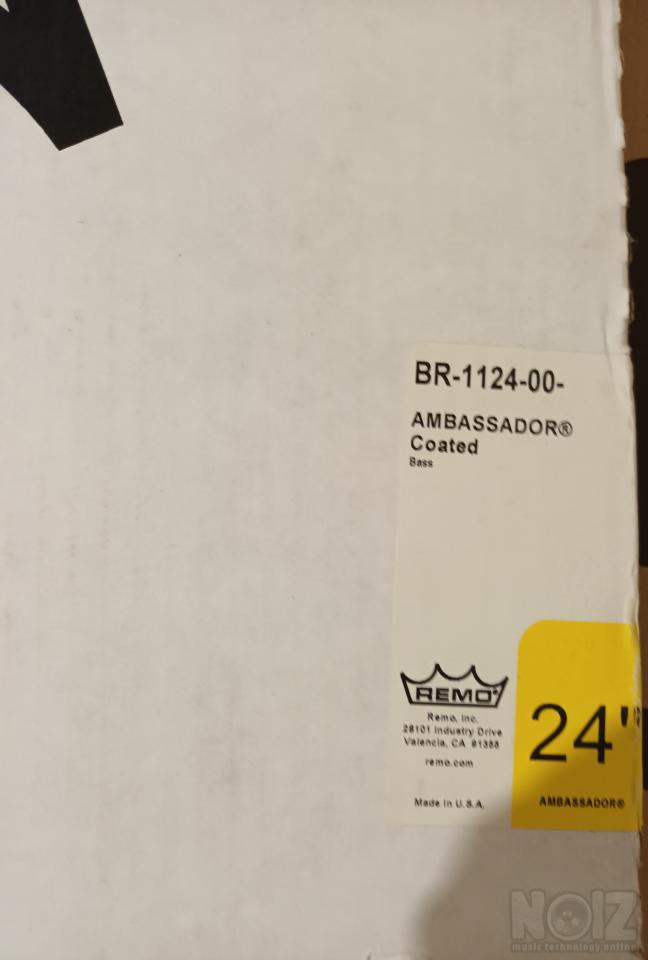 BR-1124-00-
AMBASSADOR®
Coated
Bass
REMO
Remo, Inc.
28101 Industry Drive
Valencia, CA 91355
remo.com
Made in U.S.A.
24"
AMBASSADOR®
NOIZ
music technology online